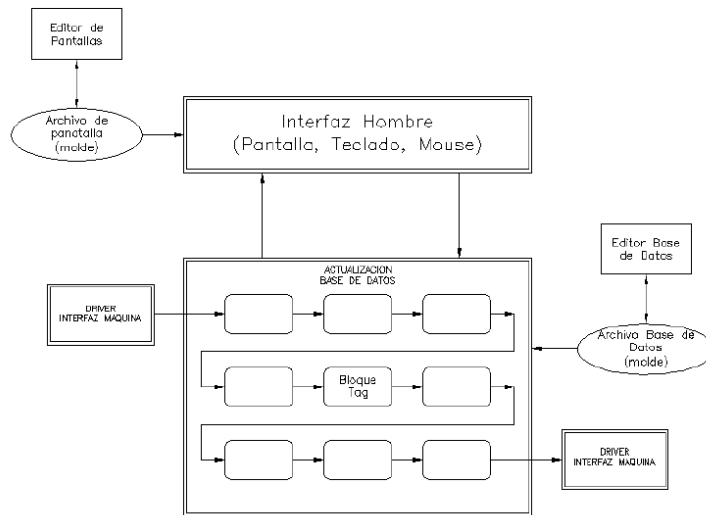 Editor de
Pantallas
Archivo de
panatalla
(molde)
Interfaz Hombre
(Pantalla, Teclado, Mouse)
Editor Base
de Datos
ACTUALIZACION
BASE DE DATOS
DRIVER
INTERFAZ MAQUINA
Archivo Base de
Datos
(molde)
Bloque
Tag
DRIVER
INTERFAZ MAQUINA